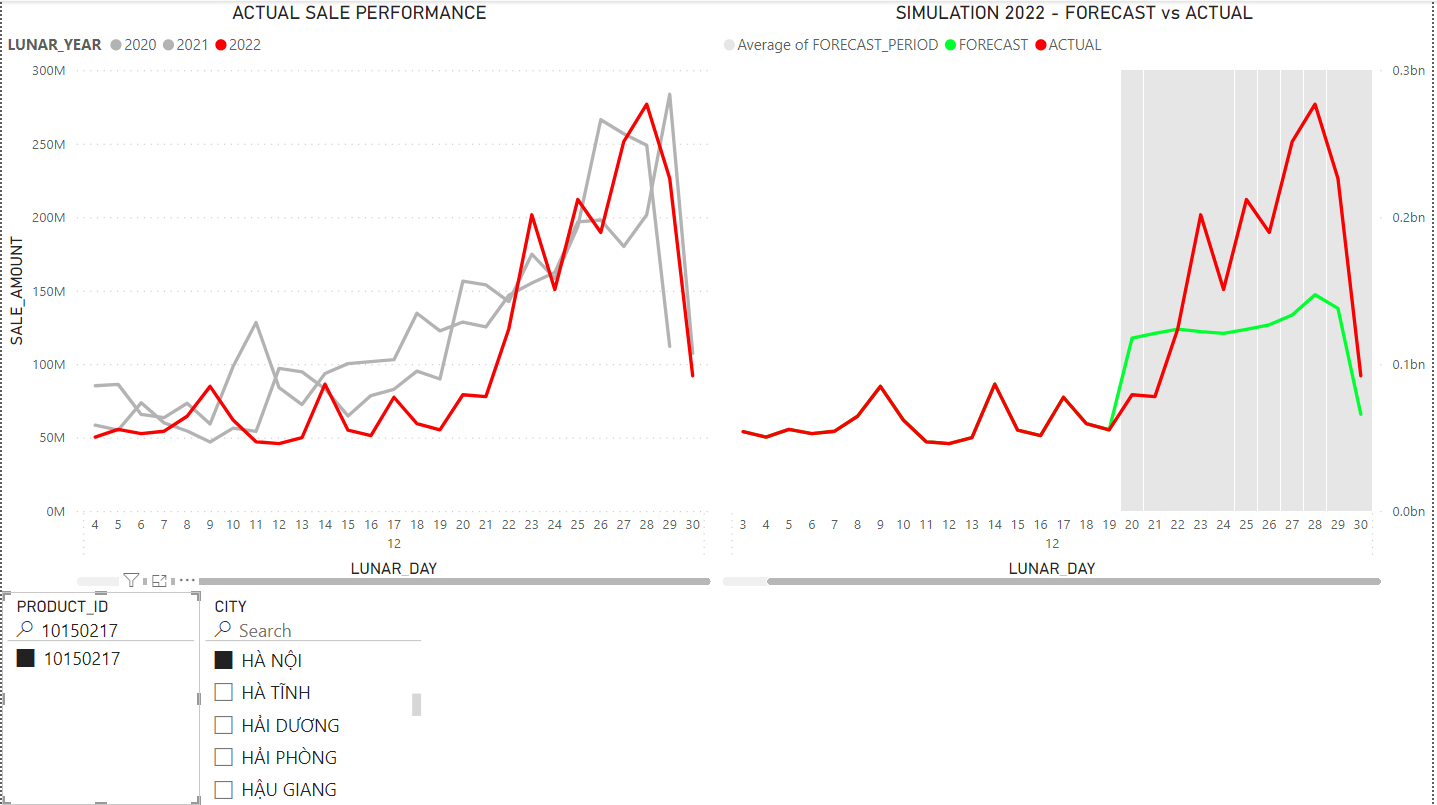 ACTUAL SALE PERFORMANCE
LUNAR_YEAR 2020 2021 2022
300M
250M
200M
150M
100M
50M
0M
SALE_AMOUNT
4 5 6 7 8 9 10 11 12 13 14 15 16 17 18 19 20 21 22 23 24 25 26 27 28 29 30
12
LUNAR_DAY
SIMULATION 2022 - FORECAST vs ACTUAL
Average of FORECAST_PERIOD FORECAST ACTUAL
0.3bn
0.2bn
0.1bn
0.0bn
3 4 5 6 7 8 9 10 11 12 13 14 15 16 17 18 19 20 21 22 23 24 25 26 27 28 29 30
12
LUNAR_DAY
PRODUCT_ID
10150217
10150217
CITY
Search
HÀ NỘI
HÀ TĨNH
HẢI DƯƠNG
HẢI PHÒNG
HẬU GIANG